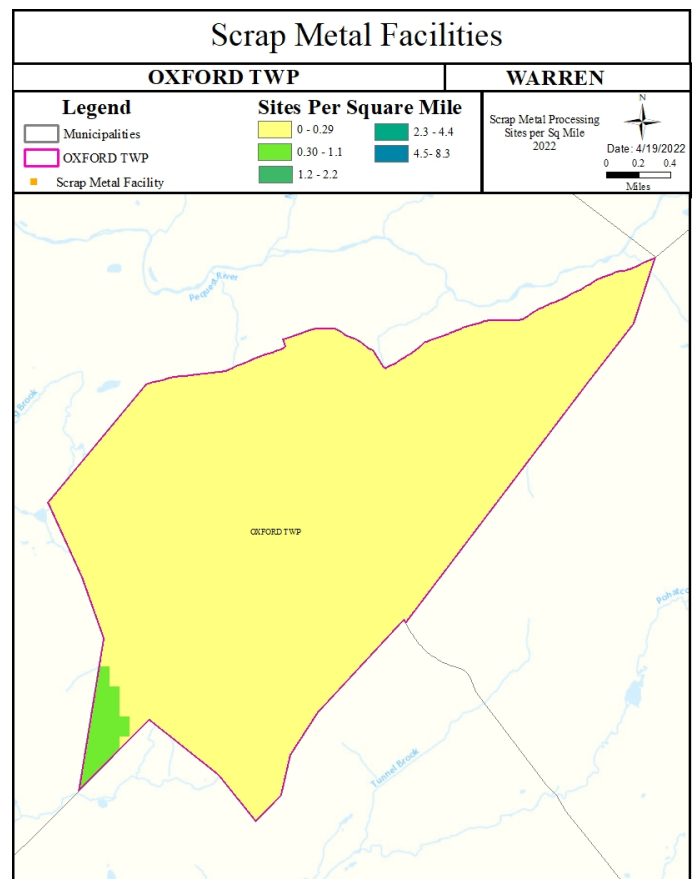 Scrap Metal Facilities
OXFORD TWP
WARREN
Legend
Municipalities
OXFORD TWP
Scrap Metal Facility
Sites Per Square Mile
0 - 0.29
0.30 - 1.1
1.2 - 2.2
2.3 - 4.4
4.5- 8.3
Scrap Metal Processing
Sites per Sq Mile
2022
N
Date: 4/19/2022
0 0.2 0.4
Miles
Pequest River
Brook
OXFORD TWP
Pohatco
Tunnel Brook